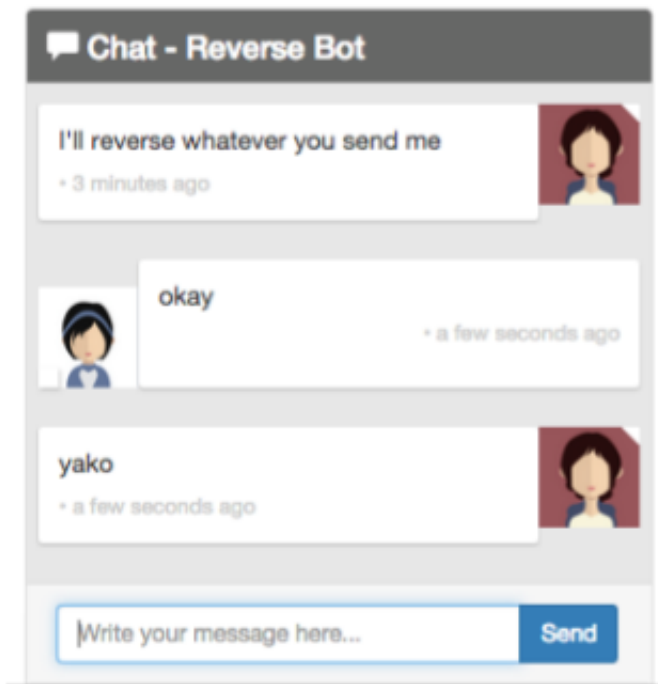 Chat - Reverse Bot
I'll reverse whatever you send me
• 3 minutes ago
okay
• a few seconds ago
yako
• a few seconds ago
Write your message here...
Send